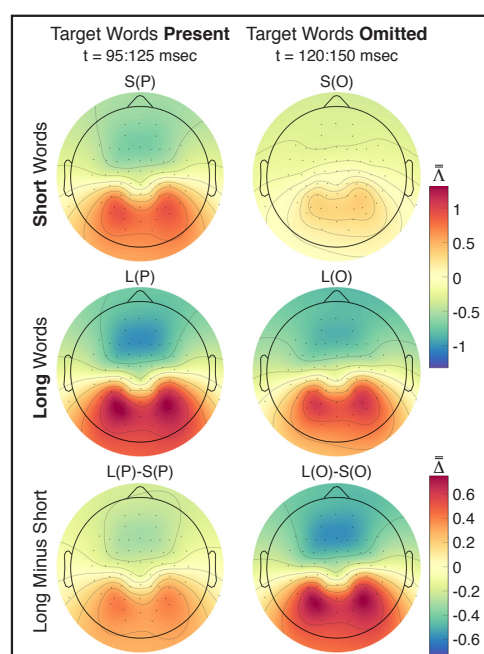 Target Words Present Target Words Omitted
t = 95:125 msec t = 120:150 msec
S(P) S(O)
Short Words
Λ̿
1
0.5
0
-0.5
-1
L(P) L(O)
Long Words
L(P)-S(P) L(O)-S(O)
Long Minus Short
Λ̿
0.6
0.4
0.2
0
-0.2
-0.4
-0.6